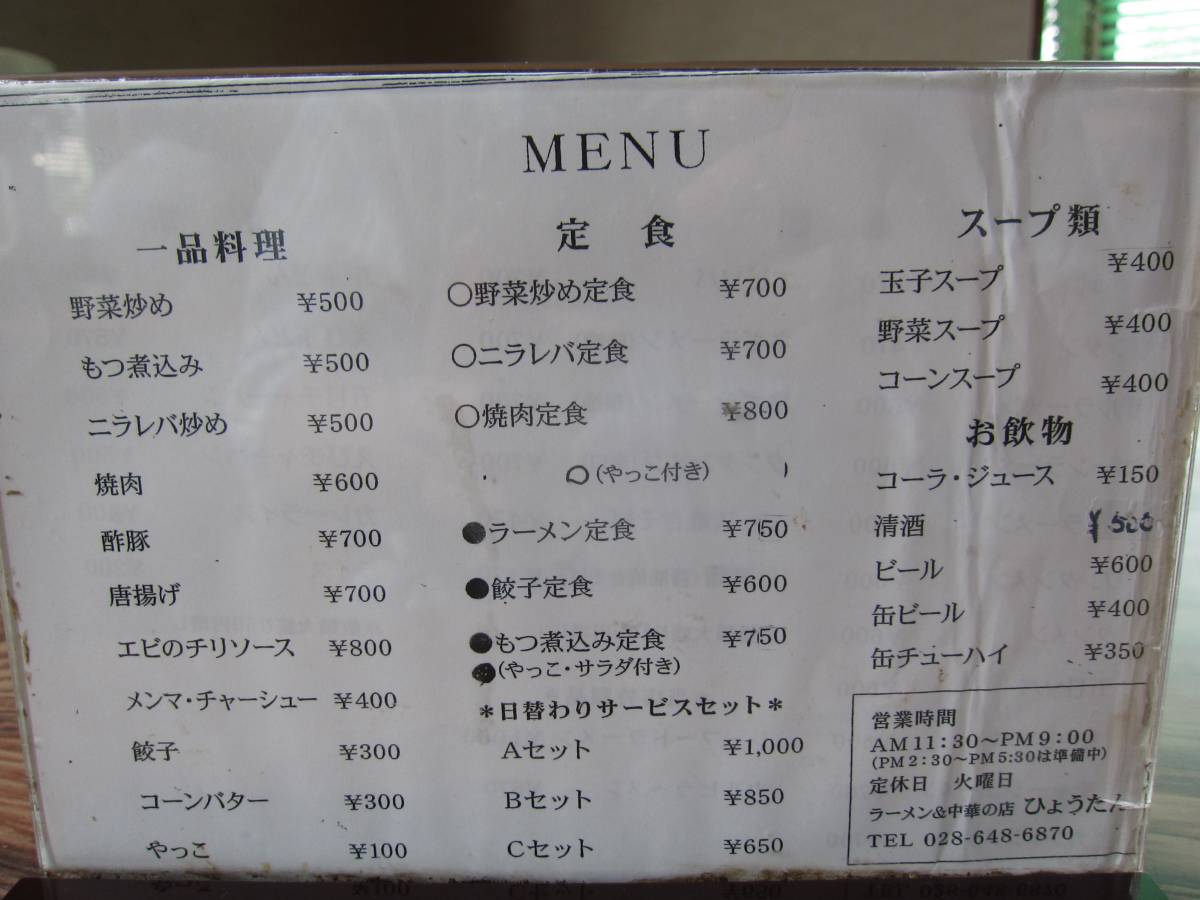 MENU
一品料理
野菜炒め ¥500
もつ煮込み ¥500
ニラレバ炒め ¥500
焼肉 ¥600
酢豚 ¥700
唐揚げ ¥700
エビのチリソース ¥800
メンマ・チャーシュー ¥400
餃子 ¥300
コーンバター ¥300
やっこ ¥100
定食
○野菜炒め定食 ¥700
○ニラレバ定食 ¥700
○焼肉定食 ¥800
○(やっこ付き)
●ラーメン定食 ¥750
●餃子定食 ¥600
●もつ煮込み定食 ¥750
●(やっこ・サラダ付き)
*日替わりサービスセット*
Aセット ¥1,000
Bセット ¥850
Cセット ¥650
スープ類
玉子スープ ¥400
野菜スープ ¥400
コーンスープ ¥400
お飲物
コーラ・ジュース ¥150
清酒 ¥500
ビール ¥600
缶ビール ¥400
缶チューハイ ¥350
営業時間
AM11:30〜PM9:00
(PM2:30〜PM5:30は準備中)
定休日 火曜日
ラーメン&中華の店 ひょうたん
TEL 028-648-6870